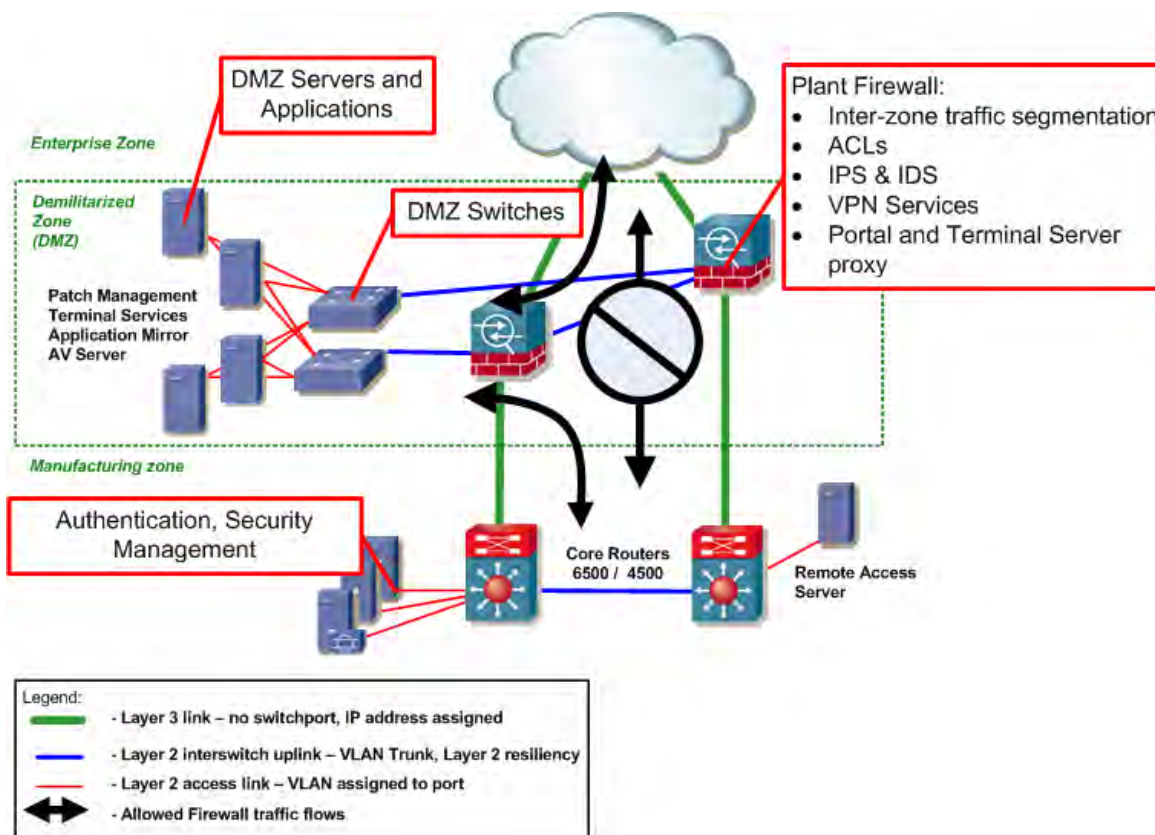 DMZ Servers and
Applications
Enterprise Zone
Plant Firewall:
• Inter-zone traffic segmentation
• ACLs
• IPS & IDS
• VPN Services
• Portal and Terminal Server
proxy
Demilitarized
Zone
(DMZ)
DMZ Switches
Patch Management
Terminal Services
Application Mirror
AV Server
Manufacturing zone
Authentication, Security
Management
Core Routers
6500 / 4500
Remote Access
Server
Legend:
- Layer 3 link – no switchport, IP address assigned
- Layer 2 interswitch uplink – VLAN Trunk, Layer 2 resiliency
- Layer 2 access link – VLAN assigned to port
- Allowed Firewall traffic flows